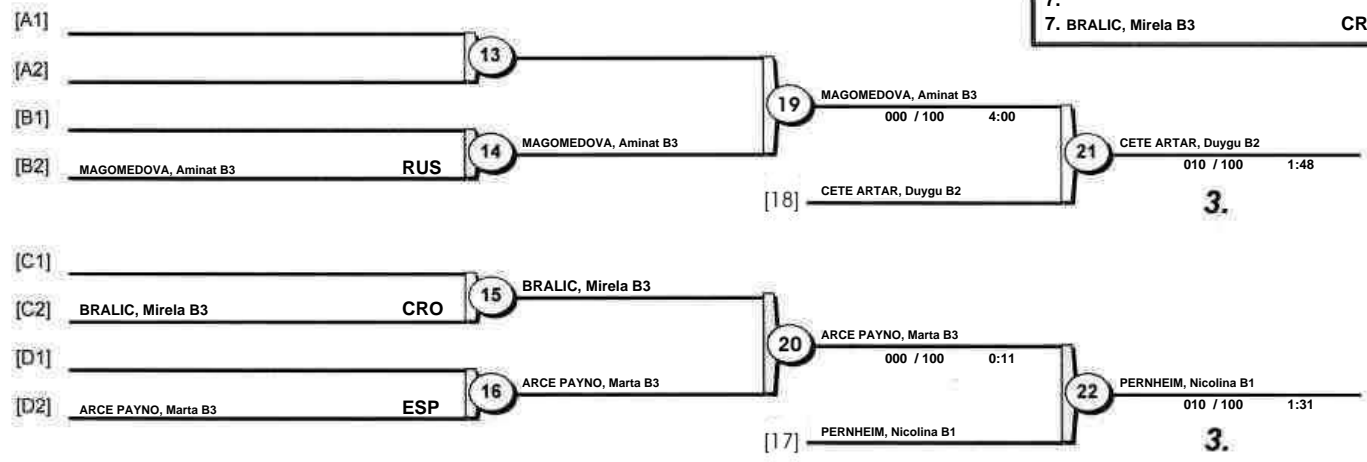 7.
7. BRALIC, Mirela B3 CR
[A1]
13
[A2]
19
MAGOMEDOVA, Aminat B3
000 / 100 4:00
[B1]
14
MAGOMEDOVA, Aminat B3
21
CETE ARTAR, Duygu B2
010 / 100 1:48
[B2] MAGOMEDOVA, Aminat B3 RUS
[18] CETE ARTAR, Duygu B2
3.
[C1]
15
BRALIC, Mirela B3
[C2] BRALIC, Mirela B3 CRO
20
ARCE PAYNO, Marta B3
000 / 100 0:11
[D1]
16
ARCE PAYNO, Marta B3
22
PERNHEIM, Nicolina B1
010 / 100 1:31
[D2] ARCE PAYNO, Marta B3 ESP
[17] PERNHEIM, Nicolina B1
3.